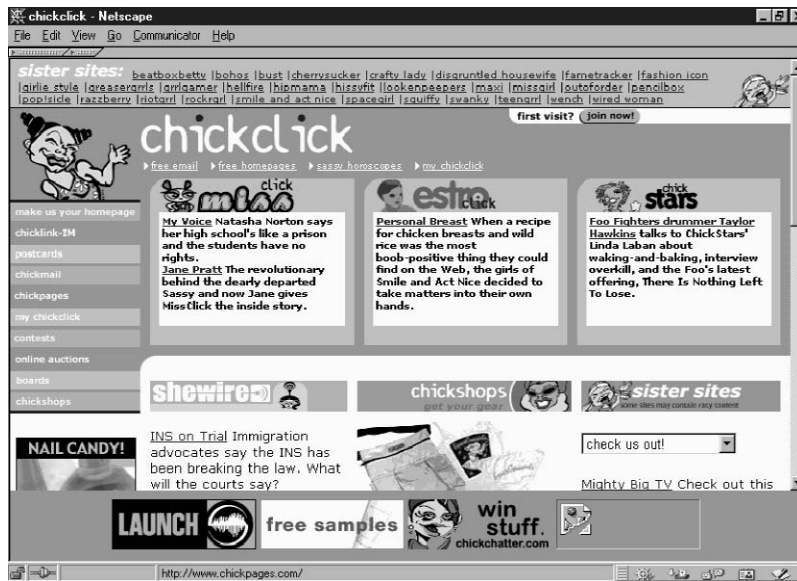 chickclick - Netscape
File Edit View Go Communicator Help
sister sites: beatboxbetty |bohos |bust |cherrysucker |crafty lady |disgruntled housewife |fametracker |fashion icon
|girlie style |greasergrrls |grrlgamer |hellfire |hipmama |hissyfit |lookenpeepers |maxi |missgirl |outoforder |pencilbox
|pop!side |razzberry |riotgrrl |rockrgrl |smile and act nice |spacegirl |squiffy |swanky |teengrrl |wench |wired woman
first visit? join now!
chickclick
free email free homepages sassy horoscopes my chickclick
make us your homepage
chicklink-IM
postcards
chickmail
chickpages
my chickclick
contests
online auctions
boards
chickshops
miss click
My Voice Natasha Norton says
her high school's like a prison
and the students have no
rights.
Jane Pratt The revolutionary
behind the dearly departed
Sassy and now Jane gives
MissClick the inside story.
estro click
Personal Breast When a recipe
for chicken breasts and wild
rice was the most
boob-positive thing they could
find on the Web, the girls of
Smile and Act Nice decided to
take matters into their own
hands.
chick stars
Foo Fighters drummer Taylor
Hawkins talks to ChickStars'
Linda Laban about
waking-and-baking, interview
overkill, and the Foo's latest
offering, There Is Nothing Left
To Lose.
NAIL CANDY!
shewired
INS on Trial Immigration
advocates say the INS has
been breaking the law. What
will the courts say?
chickshops
get your gear
sister sites
some sites may contain racy content
check us out!
Mighty Big TV Check out this
LAUNCH
free samples
win
stuff.
chickchatter.com
http://www.chickpages.com/